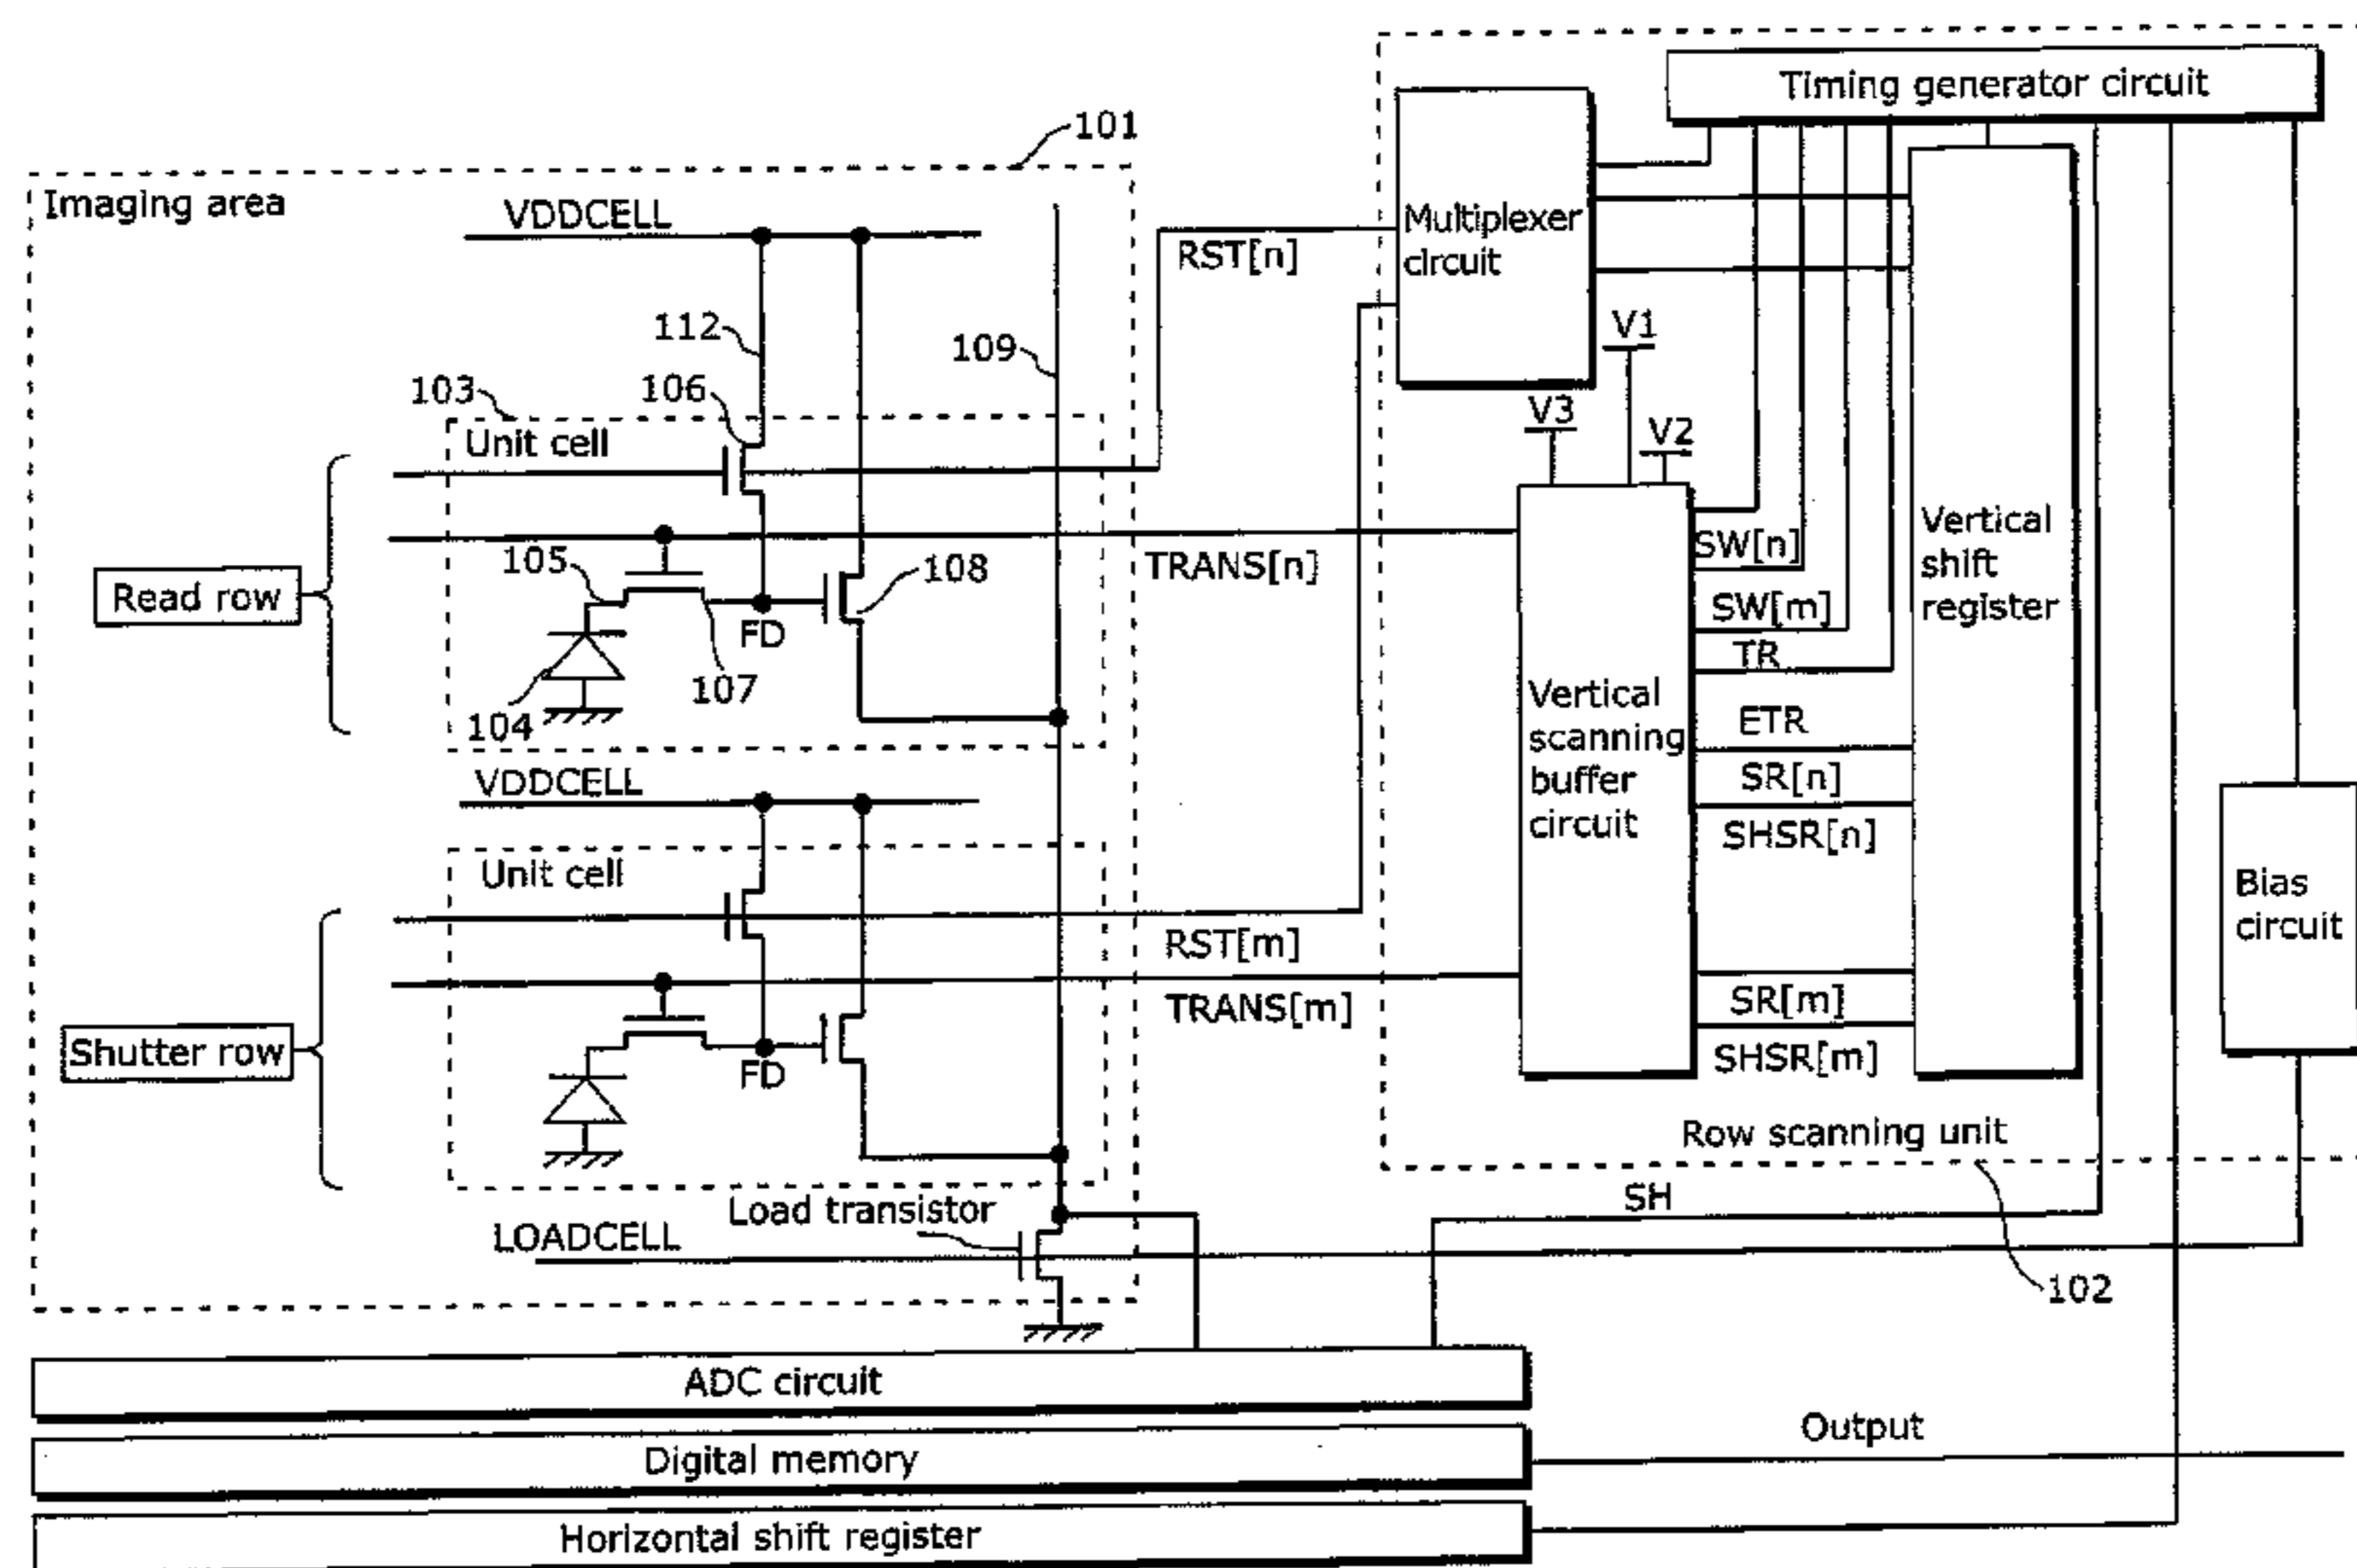 Timing generator circuit
101
Imaging area
VDDCELL
Multiplexer
circuit
RST[n]
112
109
V1
103
106
V3
V2
Unit cell
SW[n]
Vertical
shift
register
105
TRANS[n]
108
Read row
SW[m]
FD
TR
107
104
Vertical
scanning
buffer
circuit
ETR
SR[n]
VDDCELL
SHSR[n]
Unit cell
Bias
circuit
RST[m]
TRANS[m]
SR[m]
Shutter row
FD
SHSR[m]
Row scanning unit
Load transistor
SH
LOADCELL
102
ADC circuit
Output
Digital memory
Horizontal shift register